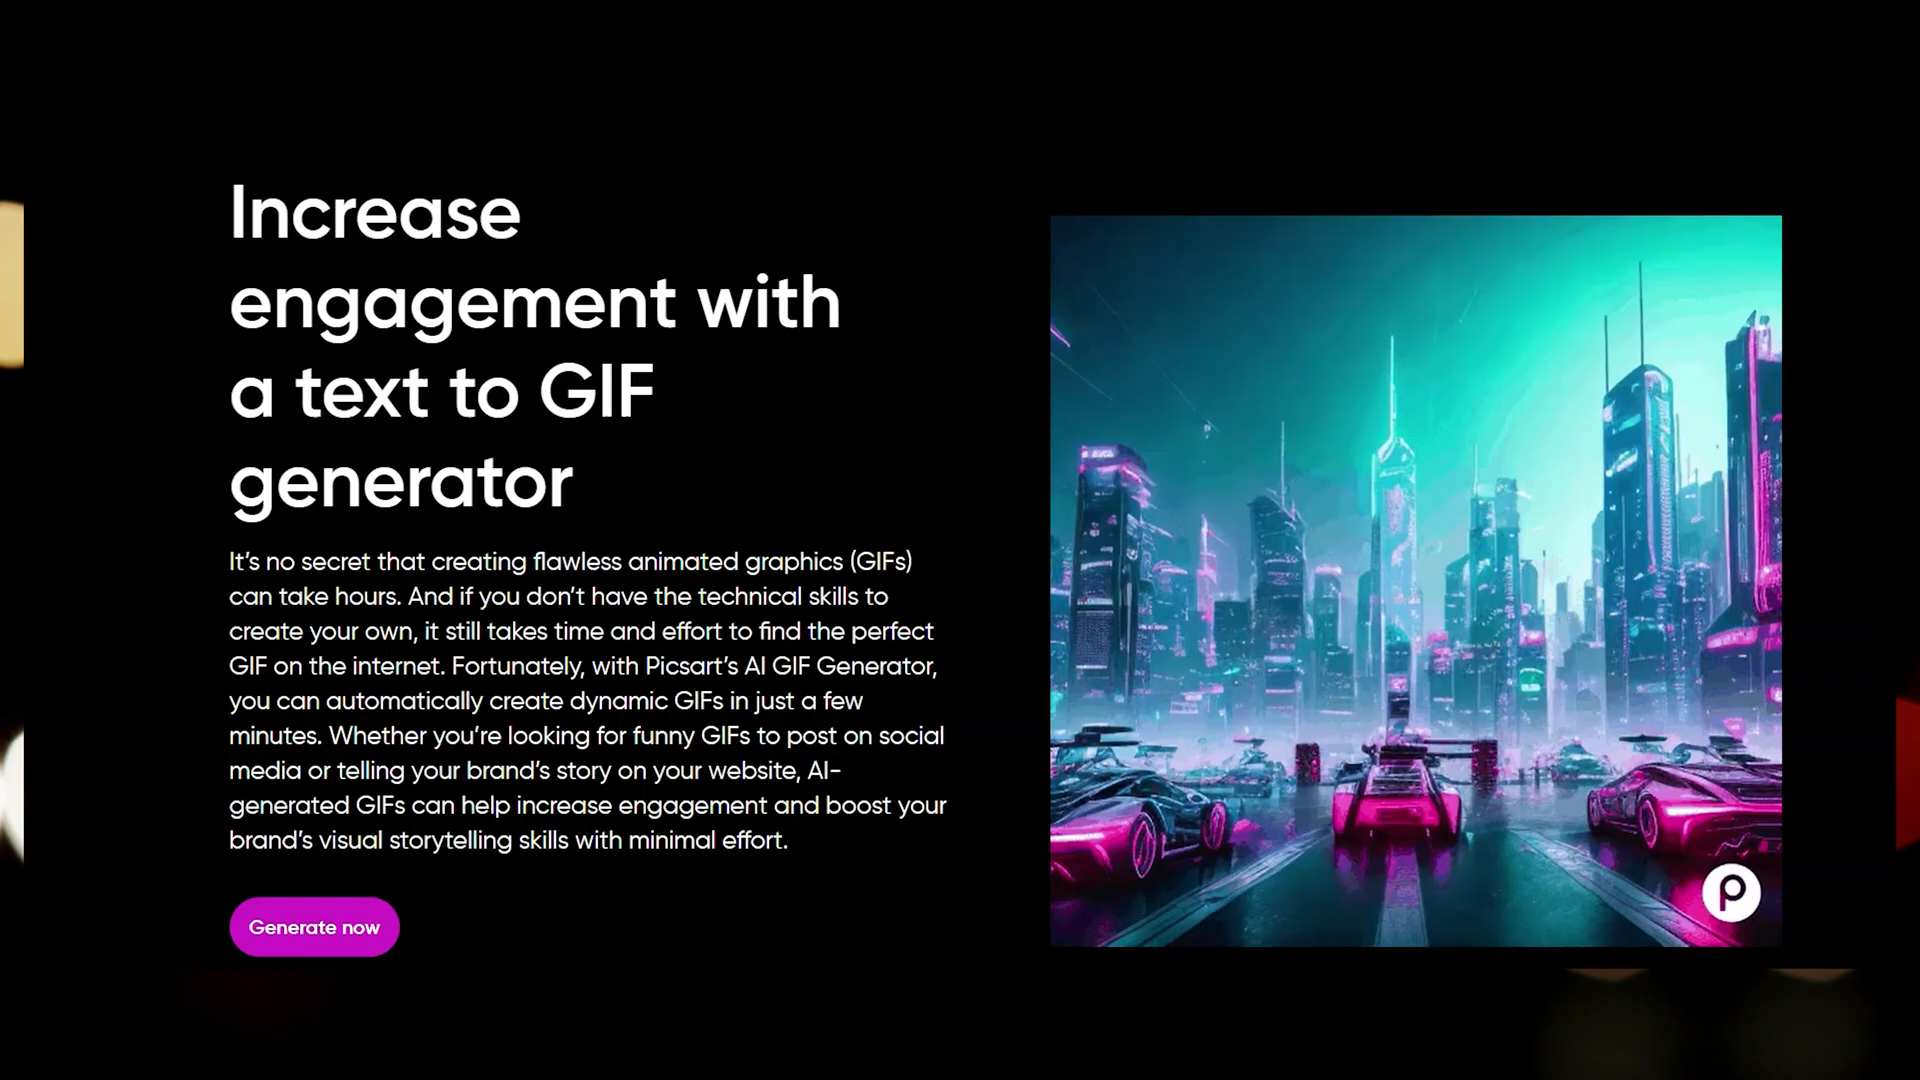 Increase
engagement with
a text to GIF
generator
It’s no secret that creating flawless animated graphics (GIFs)
can take hours. And if you don’t have the technical skills to
create your own, it still takes time and effort to find the perfect
GIF on the internet. Fortunately, with Picsart’s AI GIF Generator,
you can automatically create dynamic GIFs in just a few
minutes. Whether you’re looking for funny GIFs to post on social
media or telling your brand’s story on your website, AI-
generated GIFs can help increase engagement and boost your
brand’s visual storytelling skills with minimal effort.
Generate now